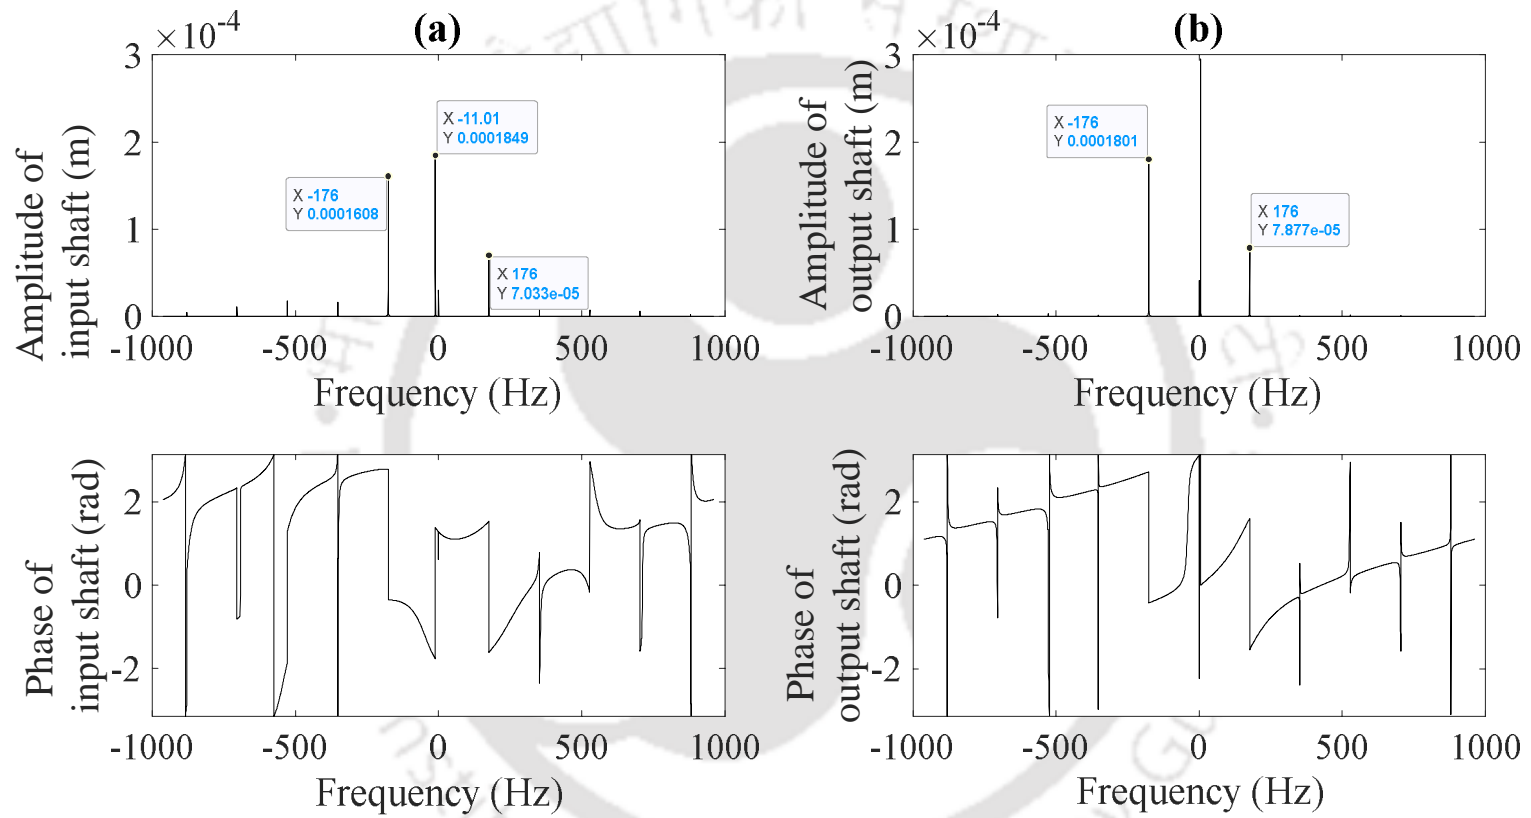 (a)
×10⁻⁴
3
2
1
0
Amplitude of
input shaft (m)
X -11.01
Y 0.0001849
X -176
Y 0.0001608
X 176
Y 7.033e-05
-1000 -500 0 500 1000
Frequency (Hz)
(b)
×10⁻⁴
3
2
1
0
Amplitude of
output shaft (m)
X -176
Y 0.0001801
X 176
Y 7.877e-05
-1000 -500 0 500 1000
Frequency (Hz)
2
0
-2
Phase of
input shaft (rad)
-1000 -500 0 500 1000
Frequency (Hz)
2
0
-2
Phase of
output shaft (rad)
-1000 -500 0 500 1000
Frequency (Hz)